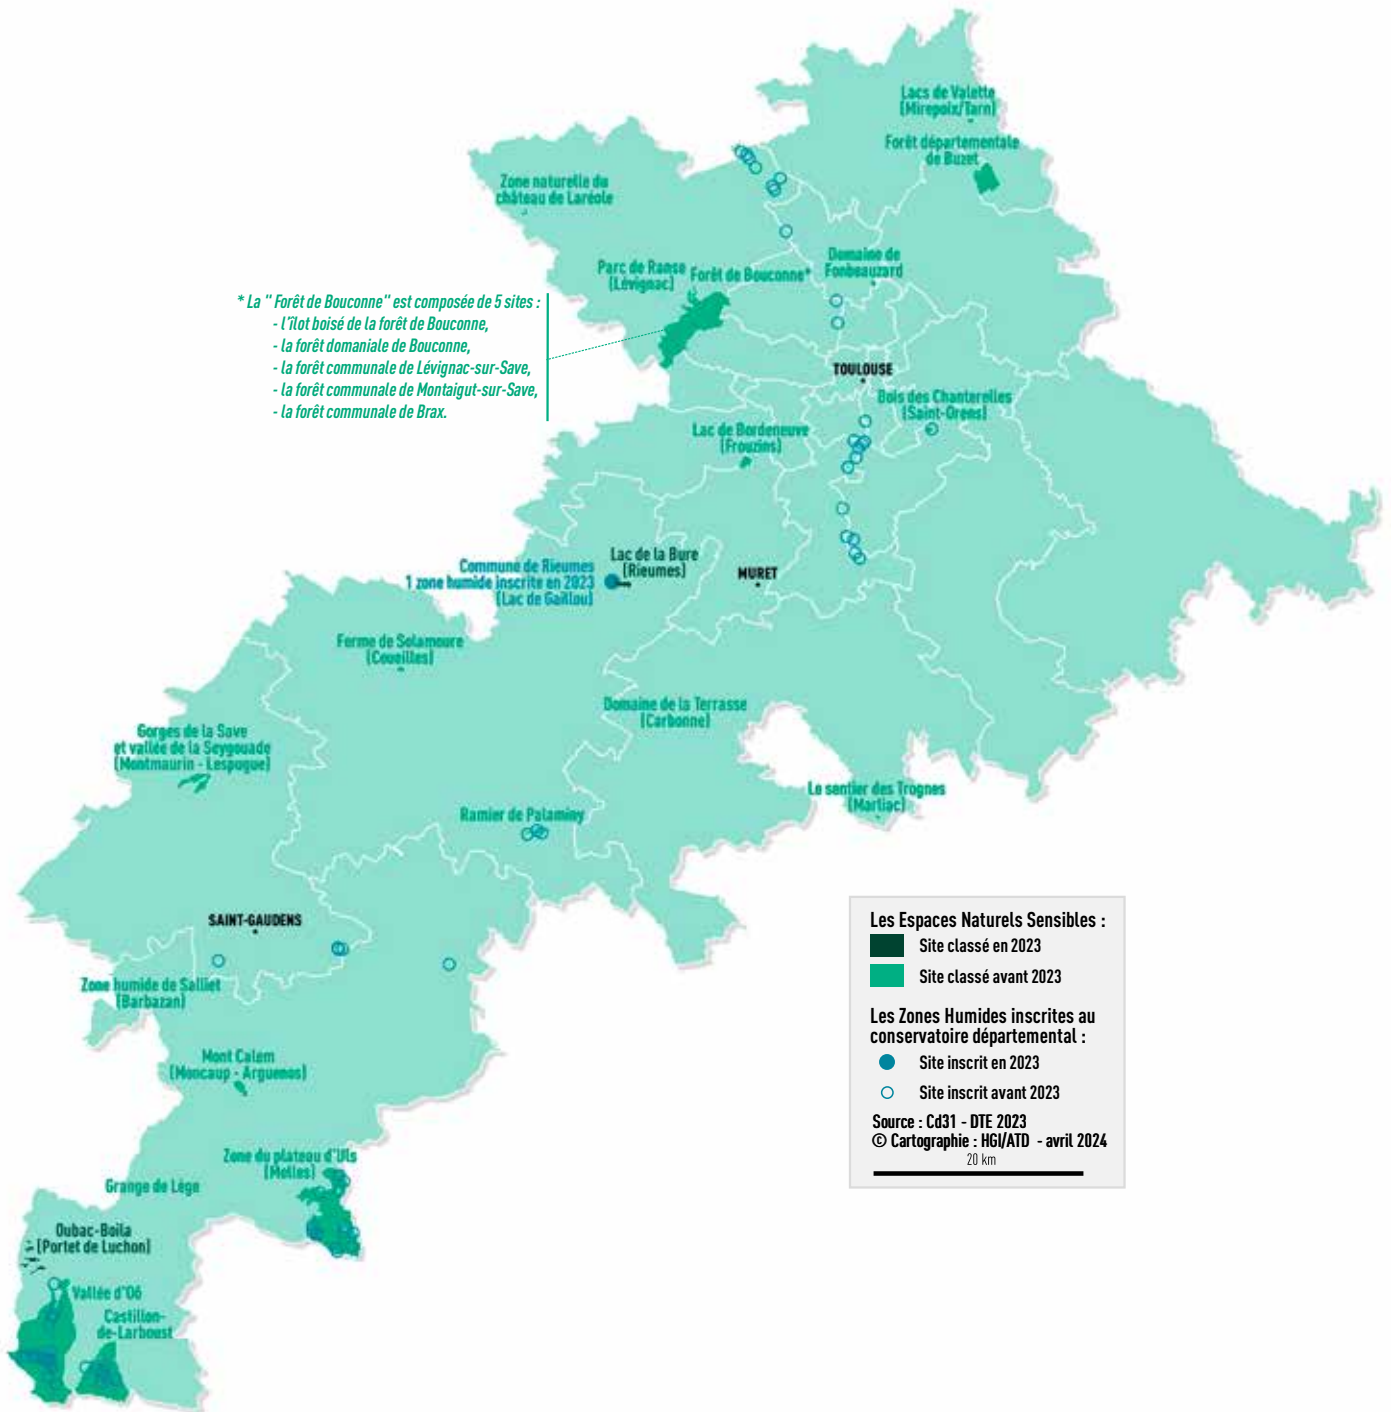 Lacs de Valette
(Mirepoix/Tarn)
Forêt départementale
de Buzet
Zone naturelle du
château de Laréole
Parc de Ranse
(Lévignac)
Forêt de Bouconne*
Domaine de
Fonbeauzard
* La " Forêt de Bouconne" est composée de 5 sites :
- l'îlot boisé de la forêt de Bouconne,
- la forêt domaniale de Bouconne,
- la forêt communale de Lévignac-sur-Save,
- la forêt communale de Montaigut-sur-Save,
- la forêt communale de Brax.
TOULOUSE
Bois des Chanterelles
(Saint-Orens)
Lac de Bordeneuve
(Frouzins)
Commune de Rieumes
1 zone humide inscrite en 2023
(Lac de Gaillou)
Lac de la Bure
(Rieumes)
MURET
Ferme de Solamoure
(Coueilles)
Domaine de la Terrasse
(Carbonne)
Gorges de la Save
et vallée de la Seygouade
(Montmaurin - Lespugue)
Le sentier des Trognes
(Marliac)
Ramier de Palaminy
SAINT-GAUDENS
Zone humide de Salliet
(Barbazan)
Mont Calem
(Moncaup - Arguenos)
Zone du plateau d'Uls
(Melles)
Grange de Lège
Oubac-Boila
(Portet de Luchon)
Vallée d'Oô
Castillon-
de-Larboust
Les Espaces Naturels Sensibles :
Site classé en 2023
Site classé avant 2023
Les Zones Humides inscrites au
conservatoire départemental :
Site inscrit en 2023
Site inscrit avant 2023
Source : Cd31 - DTE 2023
© Cartographie : HGI/ATD - avril 2024
20 km